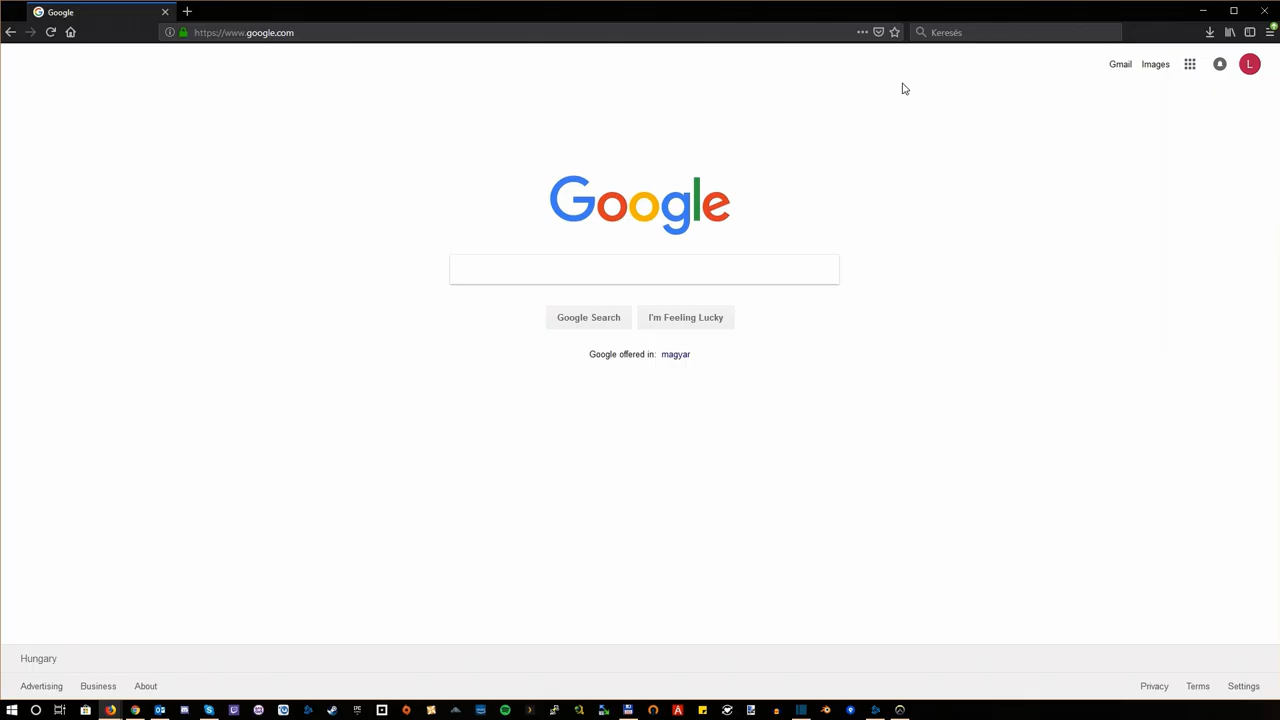 Google
https://www.google.com
Keresés
Gmail Images L
Google
Google Search I'm Feeling Lucky
Google offered in: magyar
Hungary
Advertising Business About
Privacy Terms Settings